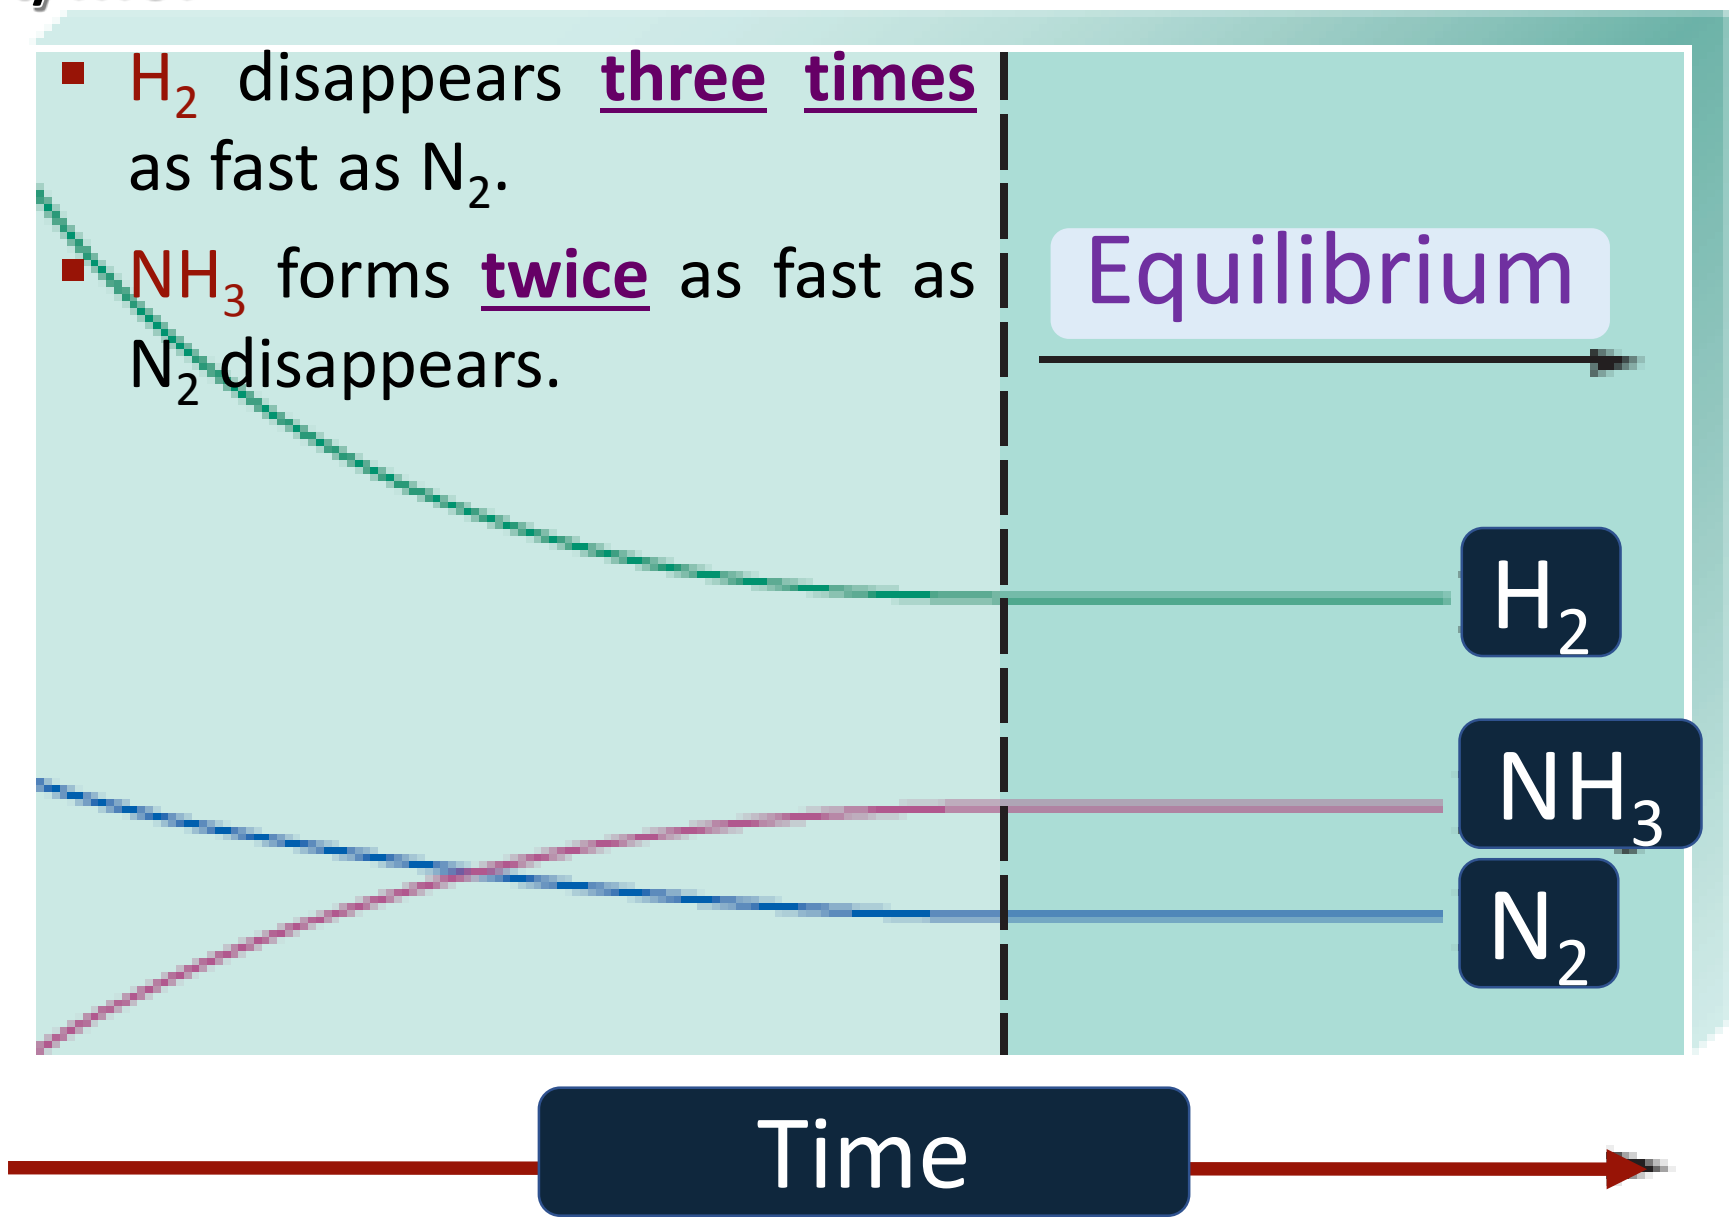 H₂ disappears three times
as fast as N₂.
NH₃ forms twice as fast as
N₂ disappears.
Equilibrium
H₂
NH₃
N₂
Time